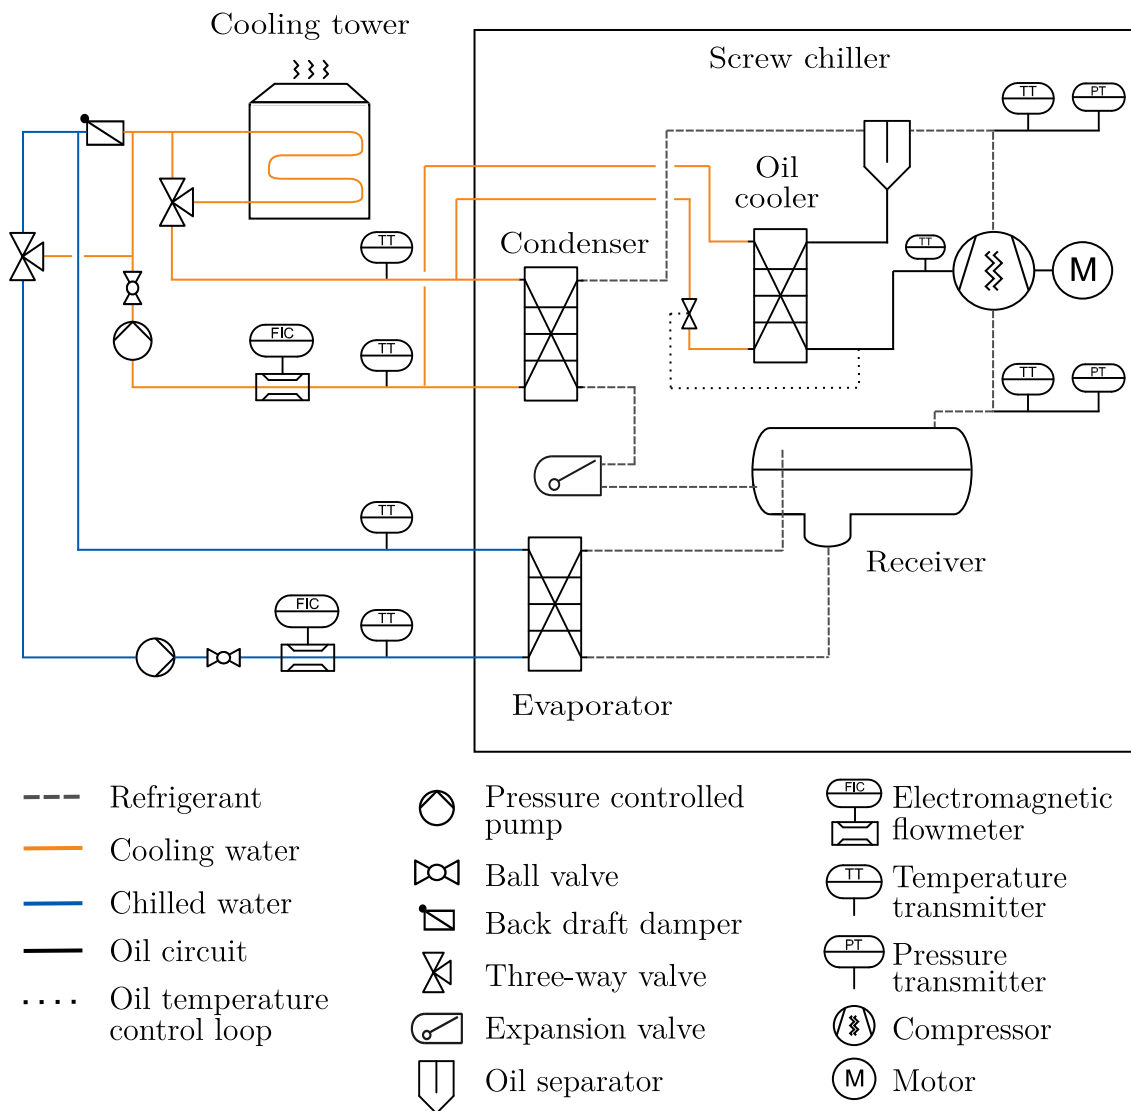 Cooling tower
Screw chiller
TT
PT
Oil
cooler
TT
Condenser
TT
M
FIC
TT
TT
PT
TT
Receiver
FIC
TT
Evaporator
Refrigerant
Cooling water
Chilled water
Oil circuit
Oil temperature
control loop
Pressure controlled
pump
Ball valve
Back draft damper
Three-way valve
Expansion valve
Oil separator
FIC
Electromagnetic
flowmeter
TT
Temperature
transmitter
PT
Pressure
transmitter
Compressor
M
Motor